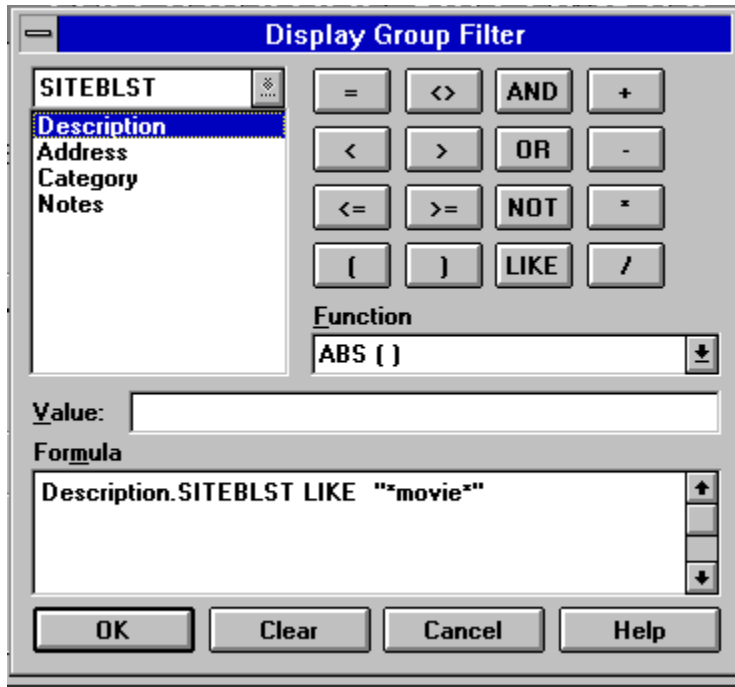 Display Group Filter
SITEBLST
Description
Address
Category
Notes
= <> AND +
< > OR -
<= >= NOT *
( ) LIKE /
Function
ABS ( )
Value:
Formula
Description.SITEBLST LIKE "*movie*"
OK Clear Cancel Help